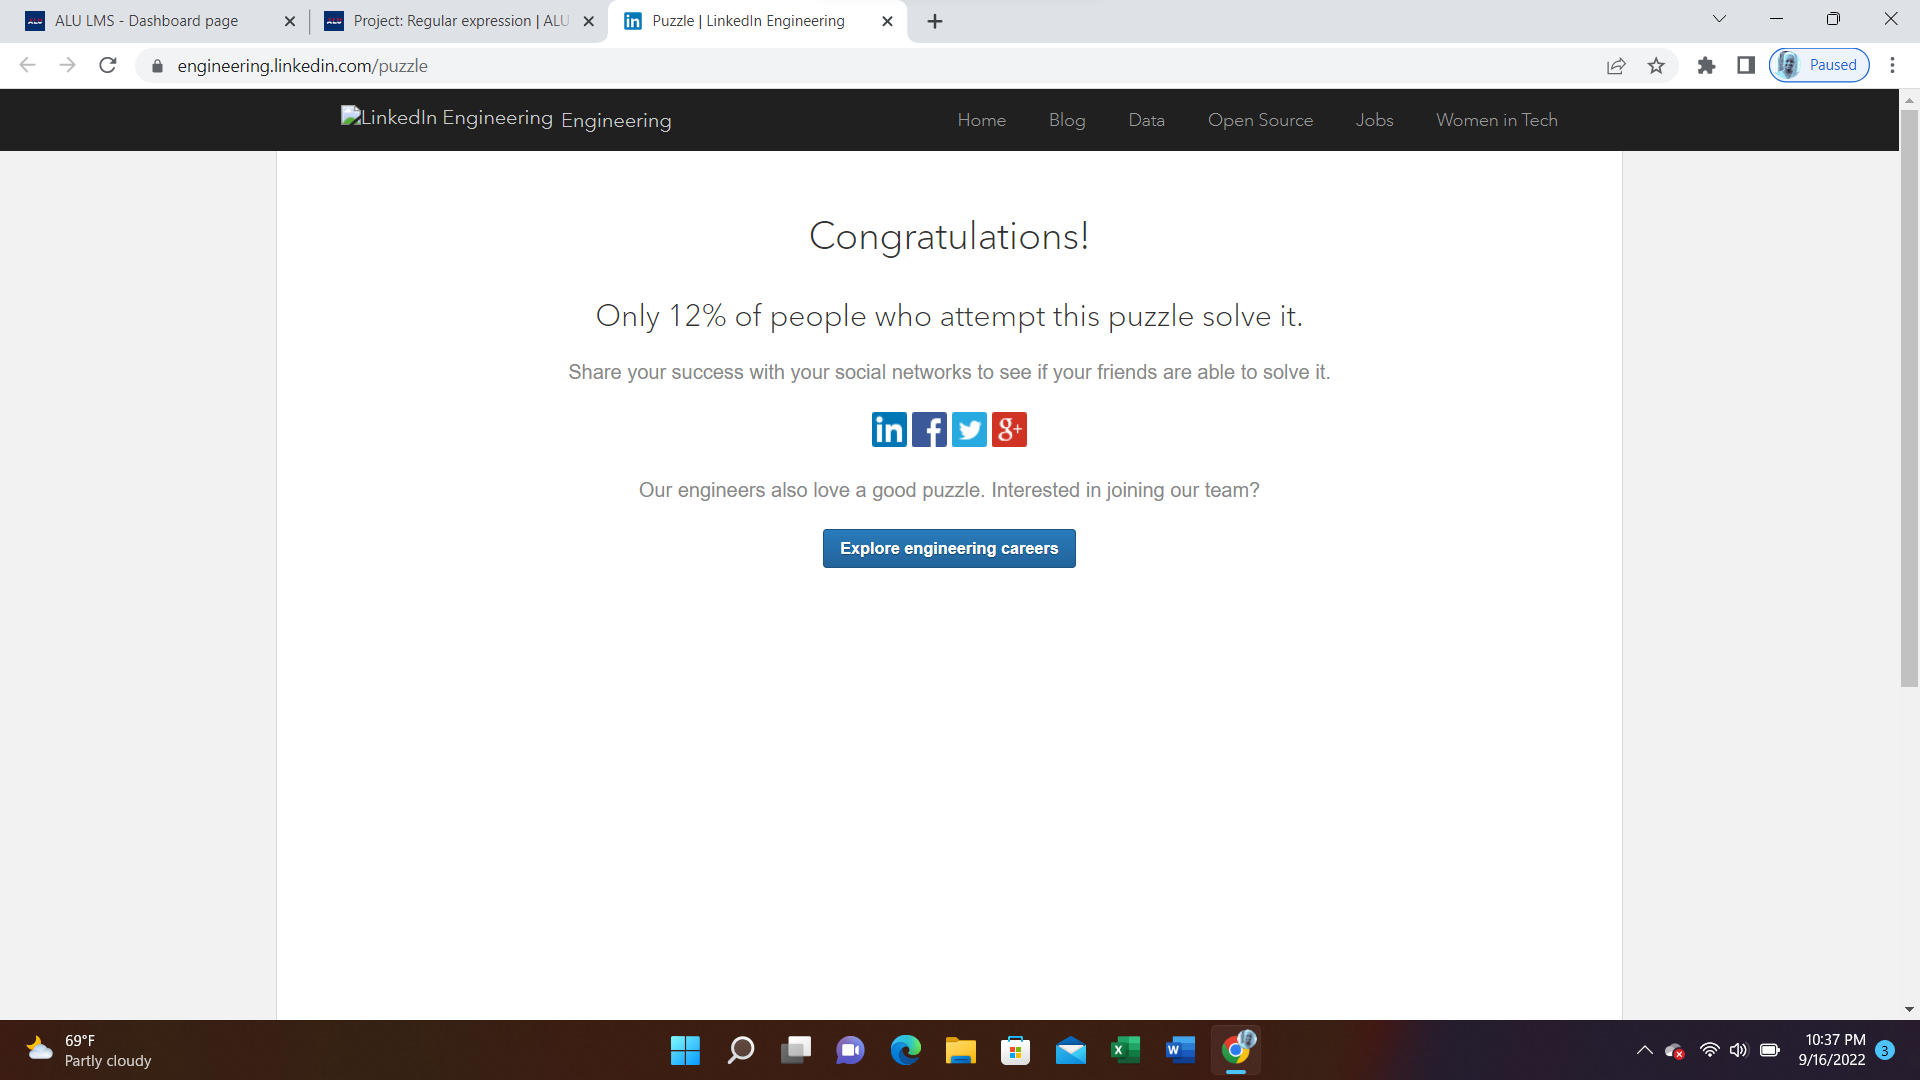 ALU LMS - Dashboard page
Project: Regular expression | ALU
Puzzle | LinkedIn Engineering
engineering.linkedin.com/puzzle
Paused
LinkedIn Engineering Engineering
Home Blog Data Open Source Jobs Women in Tech
Congratulations!
Only 12% of people who attempt this puzzle solve it.
Share your success with your social networks to see if your friends are able to solve it.
in f g+
Our engineers also love a good puzzle. Interested in joining our team?
Explore engineering careers
69°F
Partly cloudy
10:37 PM
9/16/2022
3